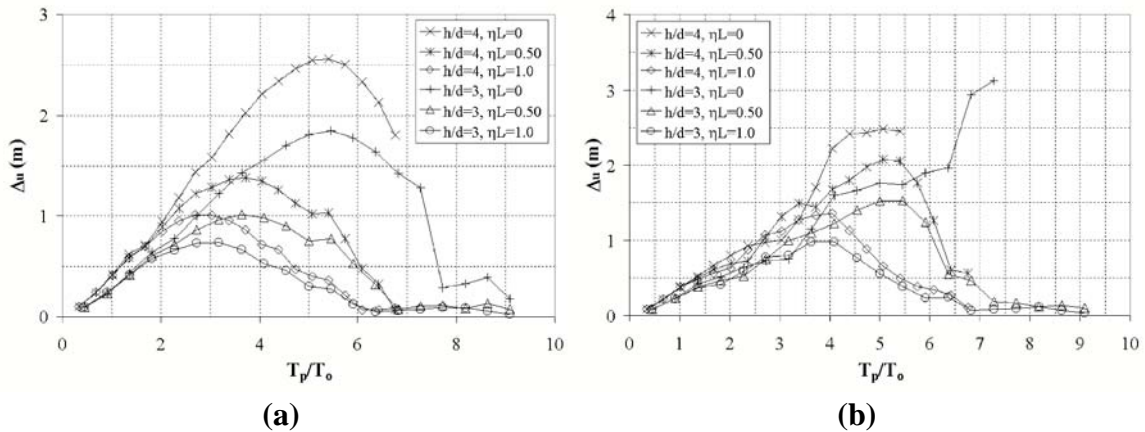 3
2
1
0
Δu (m)
0 2 4 6 8 10
Tp/To
h/d=4, ηL=0
h/d=4, ηL=0.50
h/d=4, ηL=1.0
h/d=3, ηL=0
h/d=3, ηL=0.50
h/d=3, ηL=1.0
(a)
4
3
2
1
0
Δu (m)
0 1 2 3 4 5 6 7 8 9 10
Tp/To
h/d=4, ηL=0
h/d=4, ηL=0.50
h/d=4, ηL=1.0
h/d=3, ηL=0
h/d=3, ηL=0.50
h/d=3, ηL=1.0
(b)